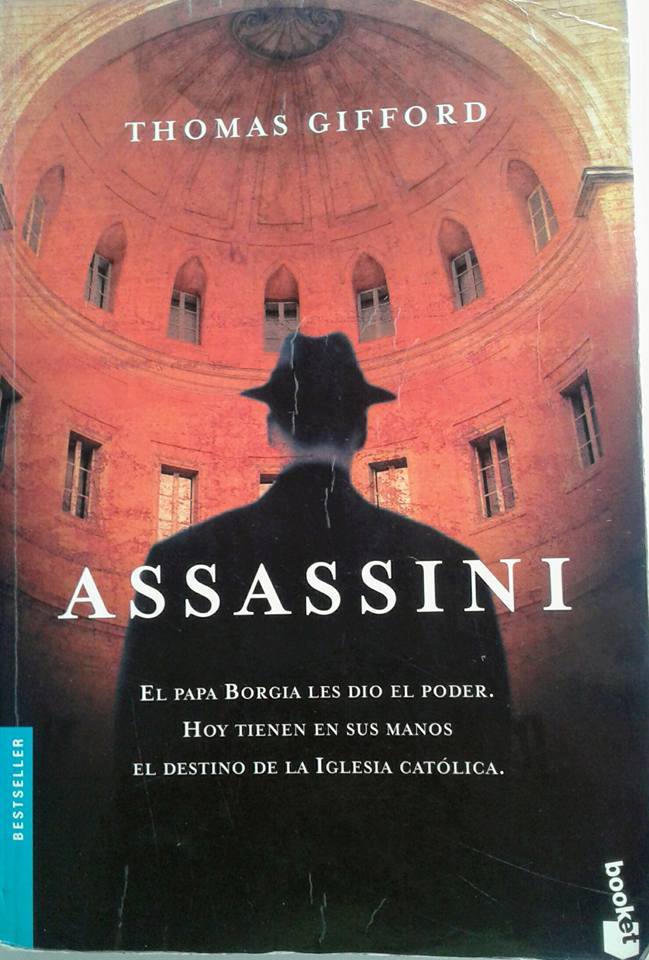 THOMAS GIFFORD
ASSASSINI
EL PAPA BORGIA LES DIO EL PODER.
HOY TIENEN EN SUS MANOS
EL DESTINO DE LA IGLESIA CATÓLICA.
BESTSELLER
booket